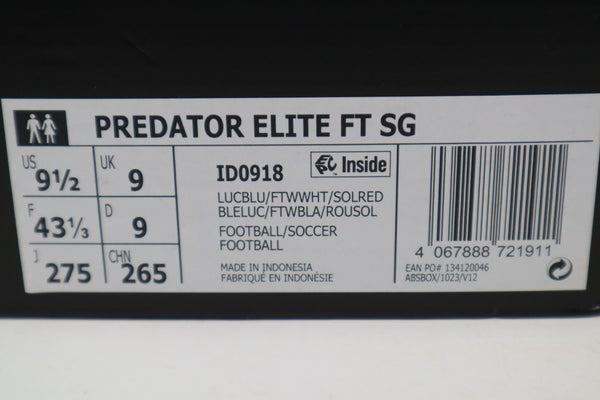 PREDATOR ELITE FT SG
US 9½ UK 9
F 43⅓ D 9
J 275 CHN 265
ID0918
Inside
LUCBLU/FTWWHT/SOLRED
BLELUC/FTWBLA/ROUSOL
FOOTBALL/SOCCER
FOOTBALL
MADE IN INDONESIA
FABRIQUÉ EN INDONÉSIE
4 067888 721911
EAN PO# 134120046
ABSBOX/1023/V12